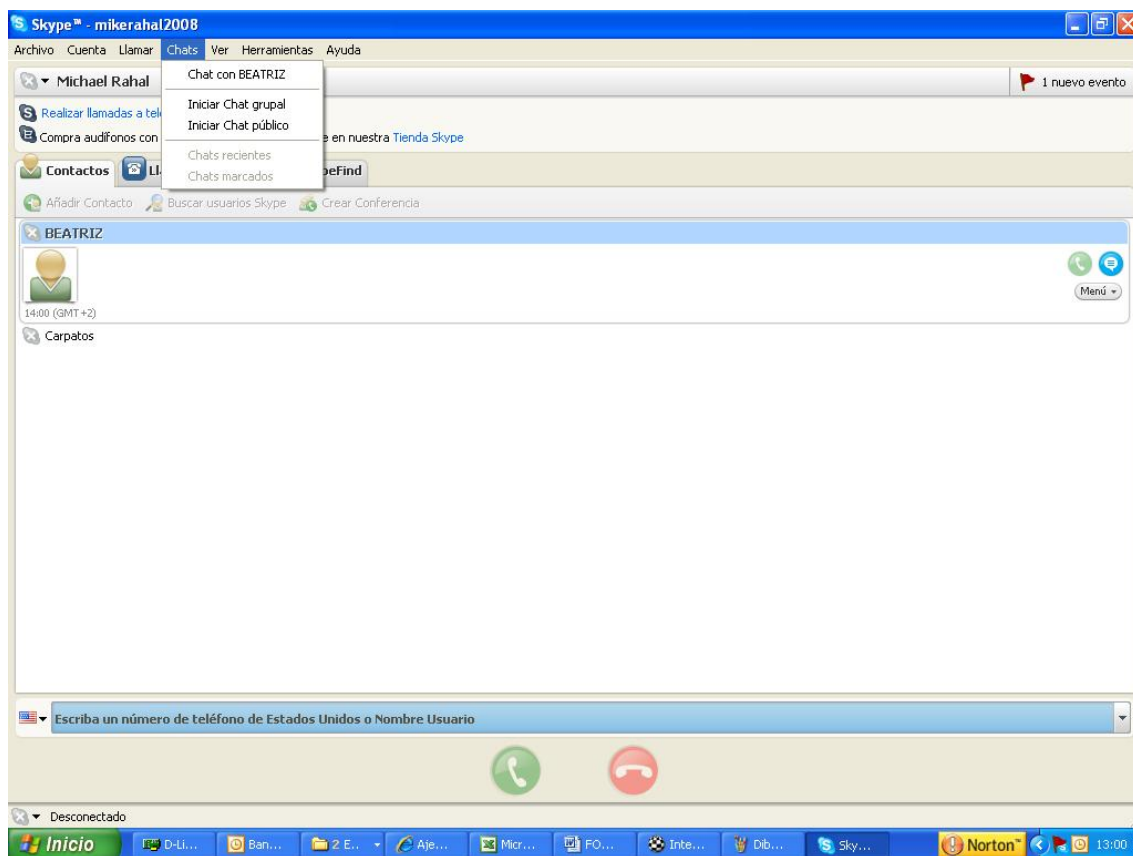 Skype™ - mikerahal2008
Archivo Cuenta Llamar Chats Ver Herramientas Ayuda
Chat con BEATRIZ
Iniciar Chat grupal
Iniciar Chat público
Chats recientes
Chats marcados
Michael Rahal
1 nuevo evento
Realizar llamadas a
Compra audífonos con
en nuestra Tienda Skype
Contactos
Añadir Contacto Buscar usuarios Skype Crear Conferencia
BEATRIZ
Menú
14:00 (GMT+2)
Carpatos
Escriba un número de teléfono de Estados Unidos o Nombre Usuario
Desconectado
Inicio D-Li... Ban... 2 E... Aje... Micr... FO... Inte... Dib... Sky... Norton™ 13:00